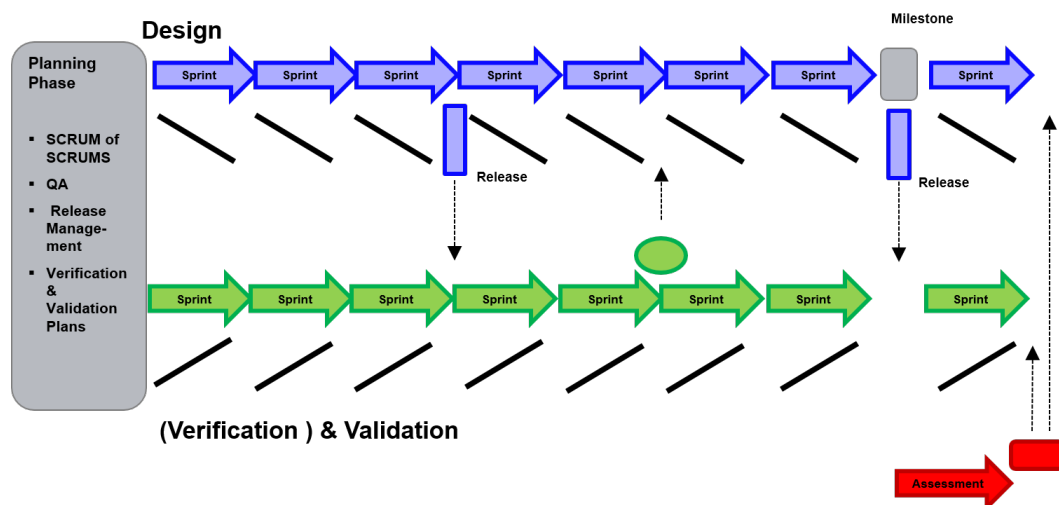 Milestone
Design
Planning
Phase
Sprint Sprint Sprint Sprint Sprint Sprint Sprint Sprint
▪ SCRUM of
SCRUMS
▪ QA
▪ Release
Manage-
ment
▪ Verification
&
Validation
Plans
Release
Release
Sprint Sprint Sprint Sprint Sprint Sprint Sprint Sprint
(Verification ) & Validation
Assessment